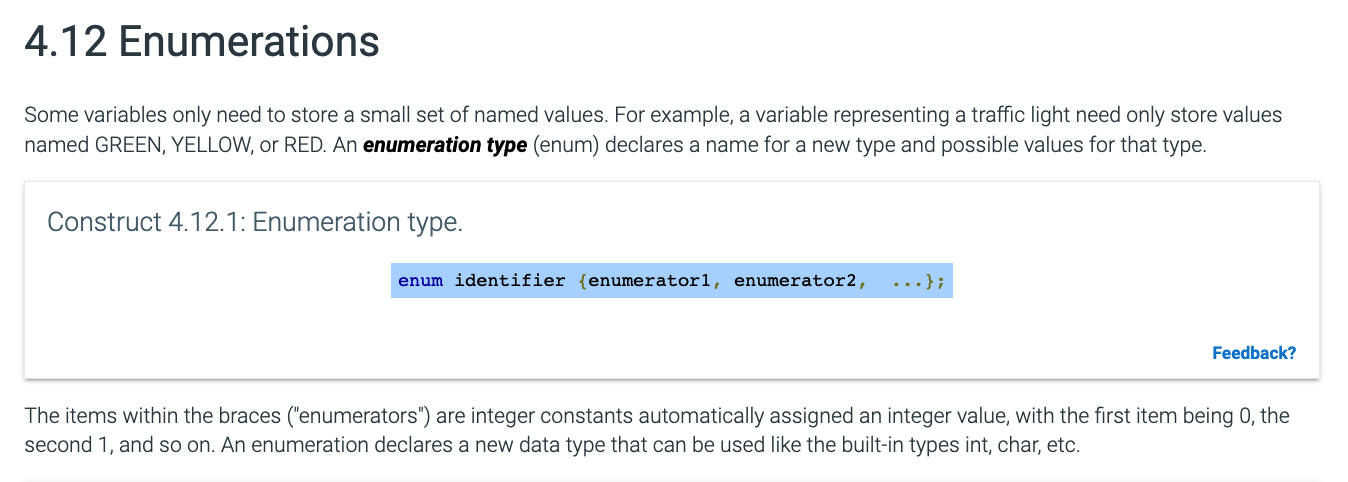 4.12 Enumerations
Some variables only need to store a small set of named values. For example, a variable representing a traffic light need only store values
named GREEN, YELLOW, or RED. An enumeration type (enum) declares a name for a new type and possible values for that type.
Construct 4.12.1: Enumeration type.
enum identifier {enumerator1, enumerator2,  ...};
Feedback?
The items within the braces ("enumerators") are integer constants automatically assigned an integer value, with the first item being 0, the
second 1, and so on. An enumeration declares a new data type that can be used like the built-in types int, char, etc.